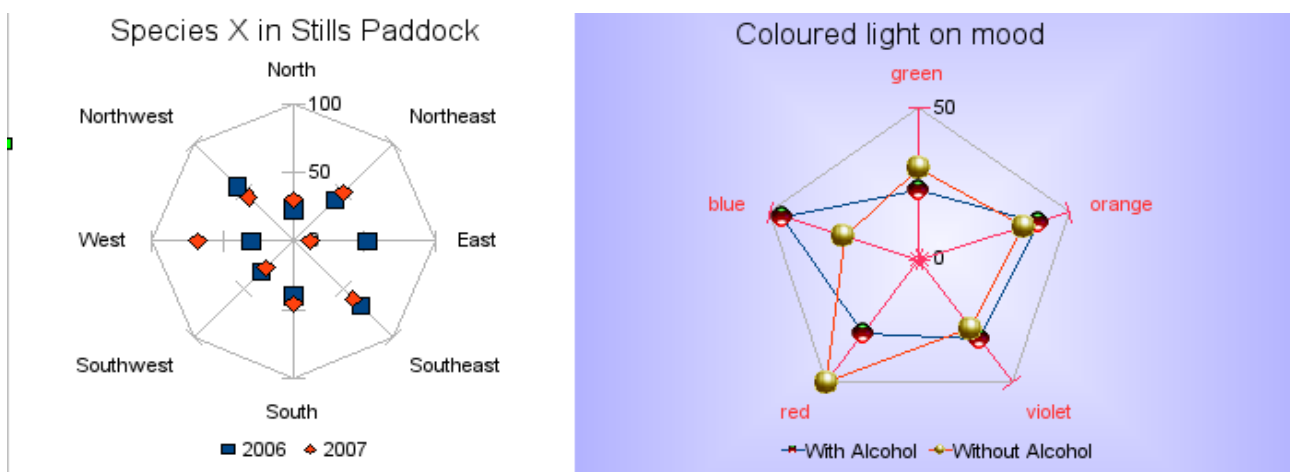 Species X in Stills Paddock
North
100
Northwest
Northeast
50
West
0
East
Southwest
Southeast
South
2006 2007
Coloured light on mood
green
50
blue
orange
0
red
violet
With Alcohol Without Alcohol